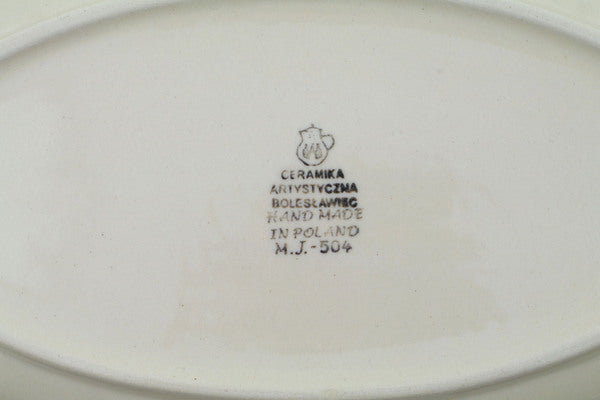 CERAMIKA
ARTYSTYCZNA
BOLESŁAWIEC
HAND MADE
IN POLAND
M.J.-504